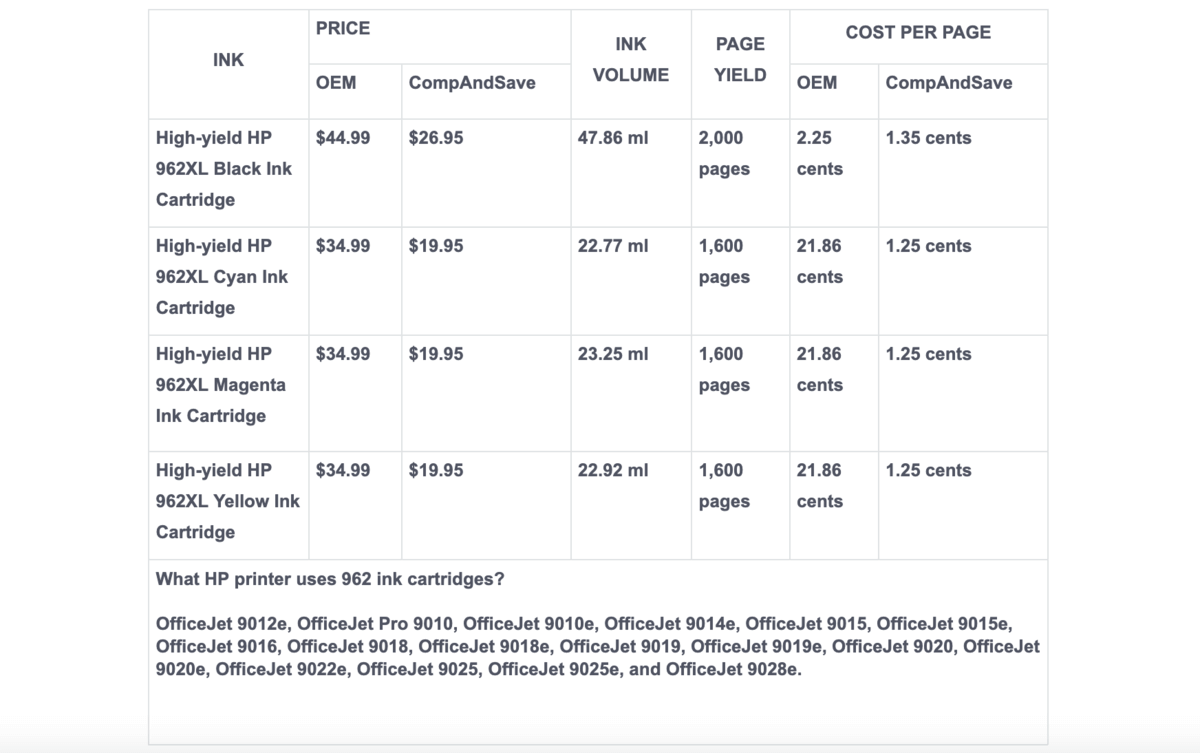 INK
PRICE
INK
VOLUME
PAGE
YIELD
COST PER PAGE
OEM
CompAndSave
OEM
CompAndSave
High-yield HP
962XL Black Ink
Cartridge
$44.99
$26.95
47.86 ml
2,000
pages
2.25
cents
1.35 cents
High-yield HP
962XL Cyan Ink
Cartridge
$34.99
$19.95
22.77 ml
1,600
pages
21.86
cents
1.25 cents
High-yield HP
962XL Magenta
Ink Cartridge
$34.99
$19.95
23.25 ml
1,600
pages
21.86
cents
1.25 cents
High-yield HP
962XL Yellow Ink
Cartridge
$34.99
$19.95
22.92 ml
1,600
pages
21.86
cents
1.25 cents
What HP printer uses 962 ink cartridges?
OfficeJet 9012e, OfficeJet Pro 9010, OfficeJet 9010e, OfficeJet 9014e, OfficeJet 9015, OfficeJet 9015e,
OfficeJet 9016, OfficeJet 9018, OfficeJet 9018e, OfficeJet 9019, OfficeJet 9019e, OfficeJet 9020, OfficeJet
9020e, OfficeJet 9022e, OfficeJet 9025, OfficeJet 9025e, and OfficeJet 9028e.